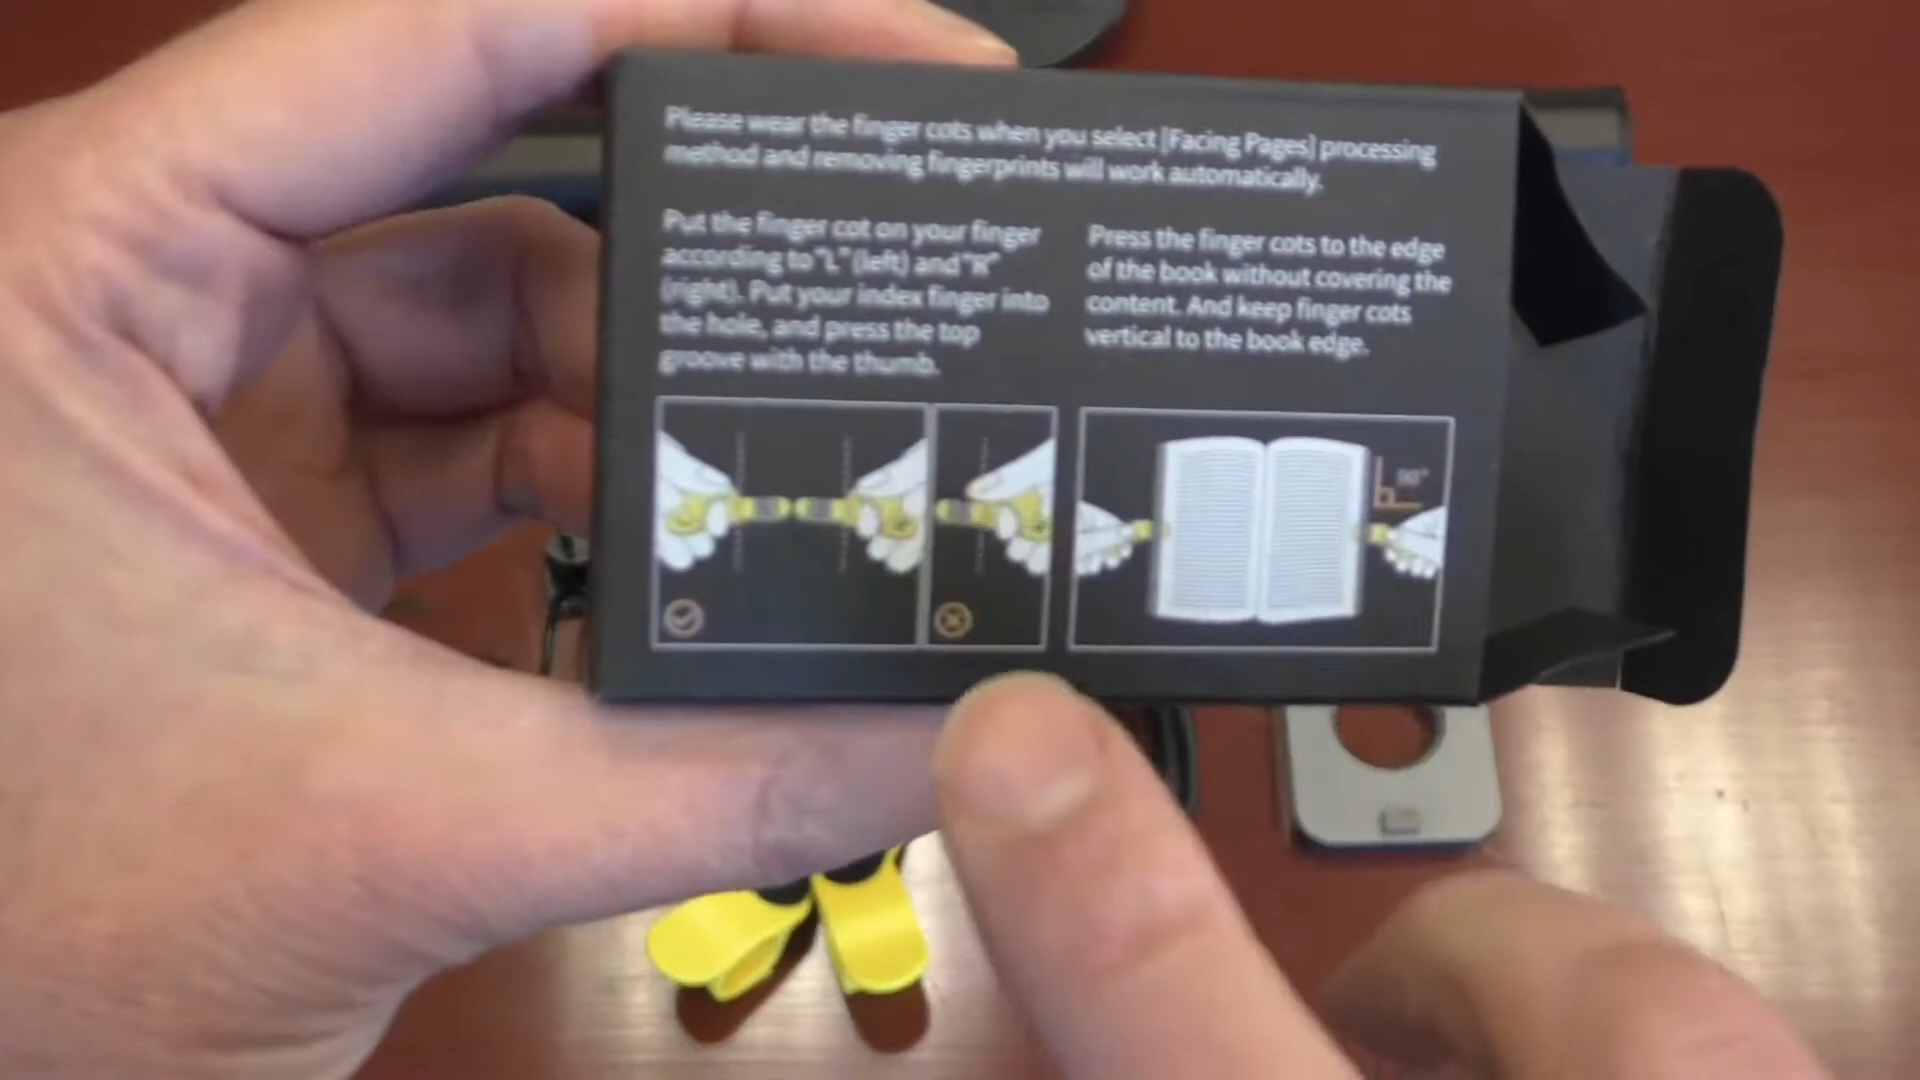 Please wear the finger cots when you select [Facing Pages] processing
method and removing fingerprints will work automatically.
Put the finger cot on your finger
according to "L" (left) and "R"
(right). Put your index finger into
the hole, and press the top
groove with the thumb.
Press the finger cots to the edge
of the book without covering the
content. And keep finger cots
vertical to the book edge.
90°